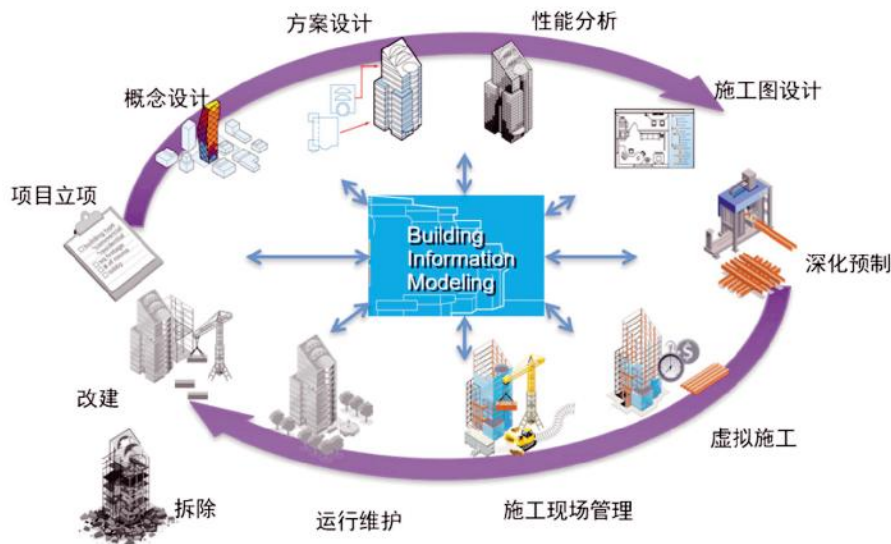 方案设计
性能分析
概念设计
施工图设计
项目立项
Building
Information
Modeling
深化预制
改建
虚拟施工
拆除
运行维护
施工现场管理